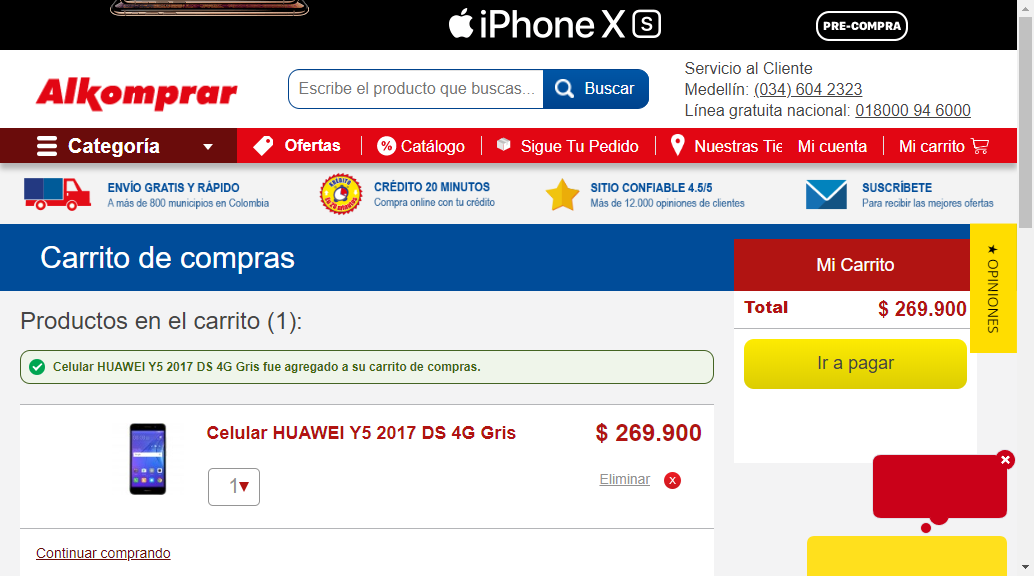 iPhone X S
PRE-COMPRA
Alkomprar
Escribe el producto que buscas...
Buscar
Servicio al Cliente
Medellín: (034) 604 2323
Línea gratuita nacional: 018000 94 6000
Categoría
Ofertas
Catálogo
Sigue Tu Pedido
Nuestras Tie
Mi cuenta
Mi carrito
ENVÍO GRATIS Y RÁPIDO
A más de 800 municipios en Colombia
CRÉDITO 20 MINUTOS
Compra online con tu crédito
SITIO CONFIABLE 4.5/5
Más de 12.000 opiniones de clientes
SUSCRÍBETE
Para recibir las mejores ofertas
Carrito de compras
Mi Carrito
★ OPINIONES
Total
$ 269.900
Ir a pagar
Productos en el carrito (1):
Celular HUAWEI Y5 2017 DS 4G Gris fue agregado a su carrito de compras.
Celular HUAWEI Y5 2017 DS 4G Gris
$ 269.900
1
Eliminar
x
Continuar comprando